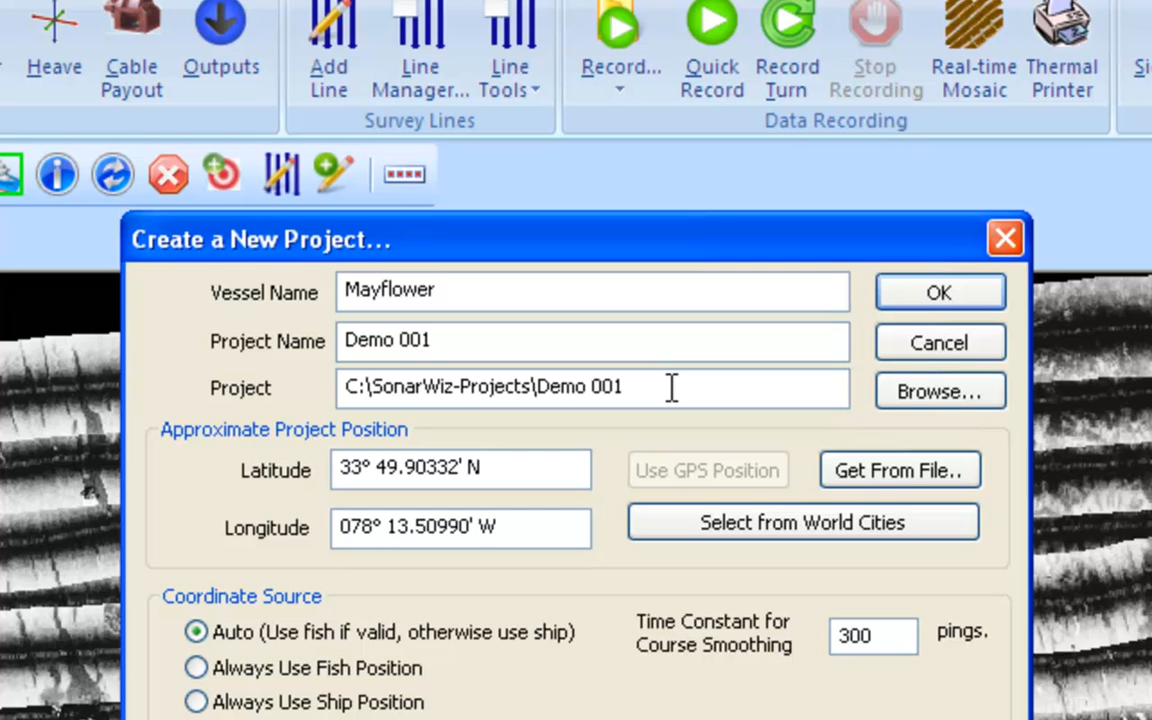 Heave
Cable
Payout
Outputs
Add
Line
Line
Manager...
Line
Tools
Record...
Quick
Record
Record
Turn
Stop
Recording
Real-time
Mosaic
Thermal
Printer
Survey Lines
Data Recording
Create a New Project...
Vessel Name Mayflower OK
Project Name Demo 001 Cancel
Project C:\SonarWiz-Projects\Demo 001 Browse...
Approximate Project Position
Latitude 33° 49.90332' N Use GPS Position Get From File..
Longitude 078° 13.50990' W Select from World Cities
Coordinate Source
Auto (Use fish if valid, otherwise use ship)
Always Use Fish Position
Always Use Ship Position
Time Constant for
Course Smoothing
300 pings.